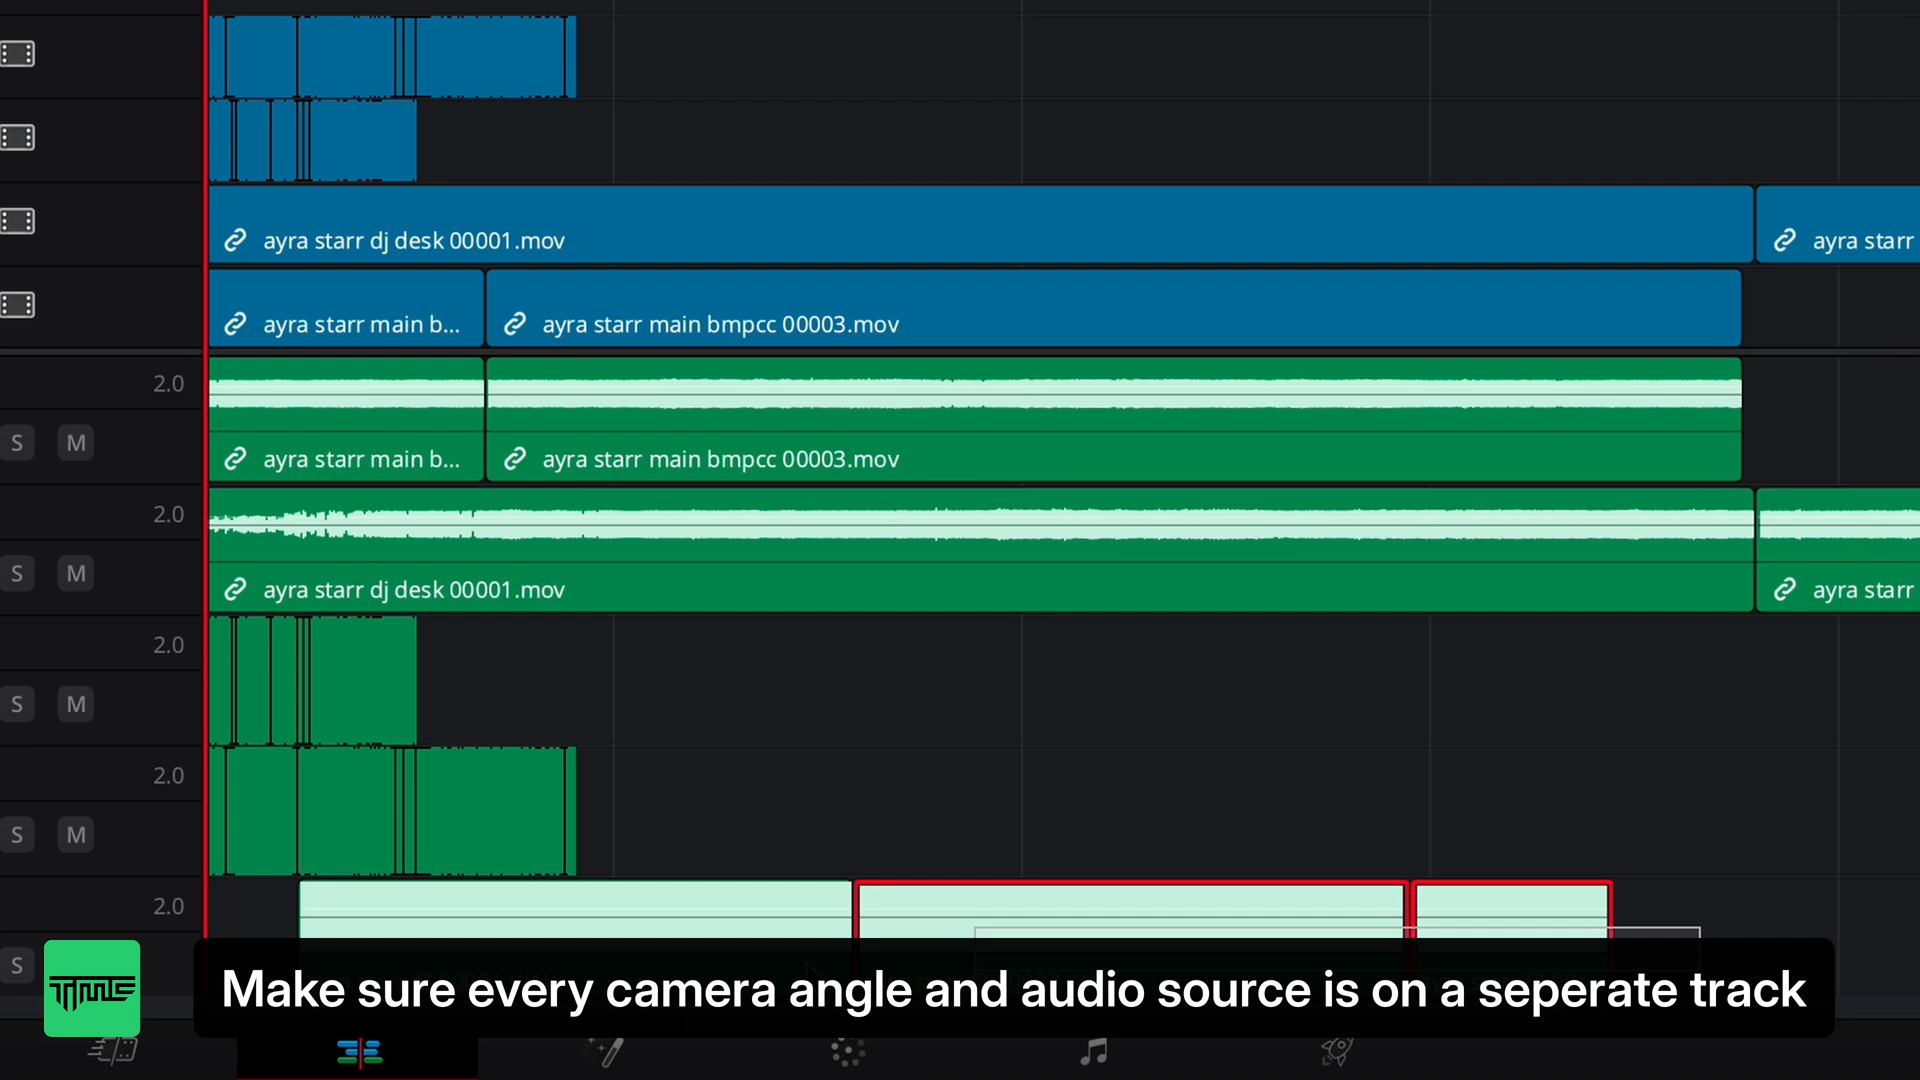 ayra starr dj desk 00001.mov
ayra starr
ayra starr main b...
ayra starr main bmpcc 00003.mov
2.0
S M
ayra starr main b...
ayra starr main bmpcc 00003.mov
2.0
S M
ayra starr dj desk 00001.mov
ayra starr
2.0
S M
2.0
S M
2.0
S
TMS
Make sure every camera angle and audio source is on a seperate track